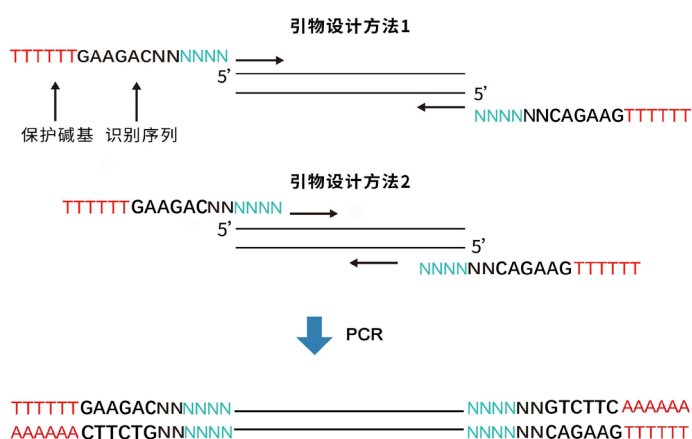 引物设计方法1
TTTTTTGAAGACNNNNNN
5’
5’
NNNNNNCAGAAGTTTTTT
保护碱基 识别序列
引物设计方法2
TTTTTTGAAGACNNNNNN
5’
5’
NNNNNNCAGAAGTTTTTT
PCR
TTTTTTGAAGACNNNNNN NNNNNNGTCTTCAAAAAA
AAAAAACTTCTGNNNNNN NNNNNNCAGAAGTTTTTT